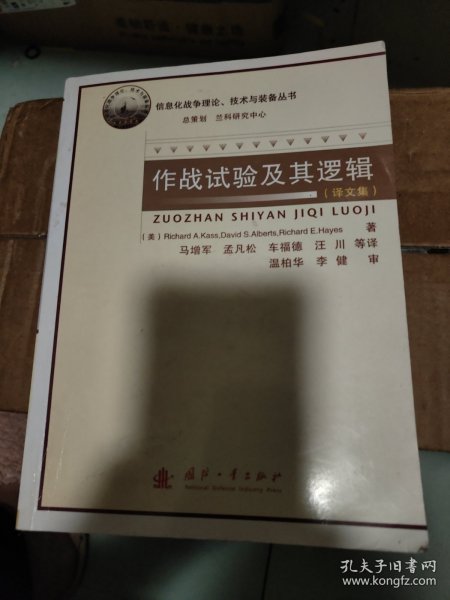 信息化战争理论、技术与装备丛书
总策划 兰科研究中心
作战试验及其逻辑
(译文集)
ZUOZHAN SHIYAN JIQI LUOJI
(美) Richard A.Kass,David S.Alberts,Richard E.Hayes 著
马增军 孟凡松 车福德 汪川 等译
温柏华 李健 审
国防工业出版社
National Defense Industry Press
孔夫子旧书网
www.kongfz.com